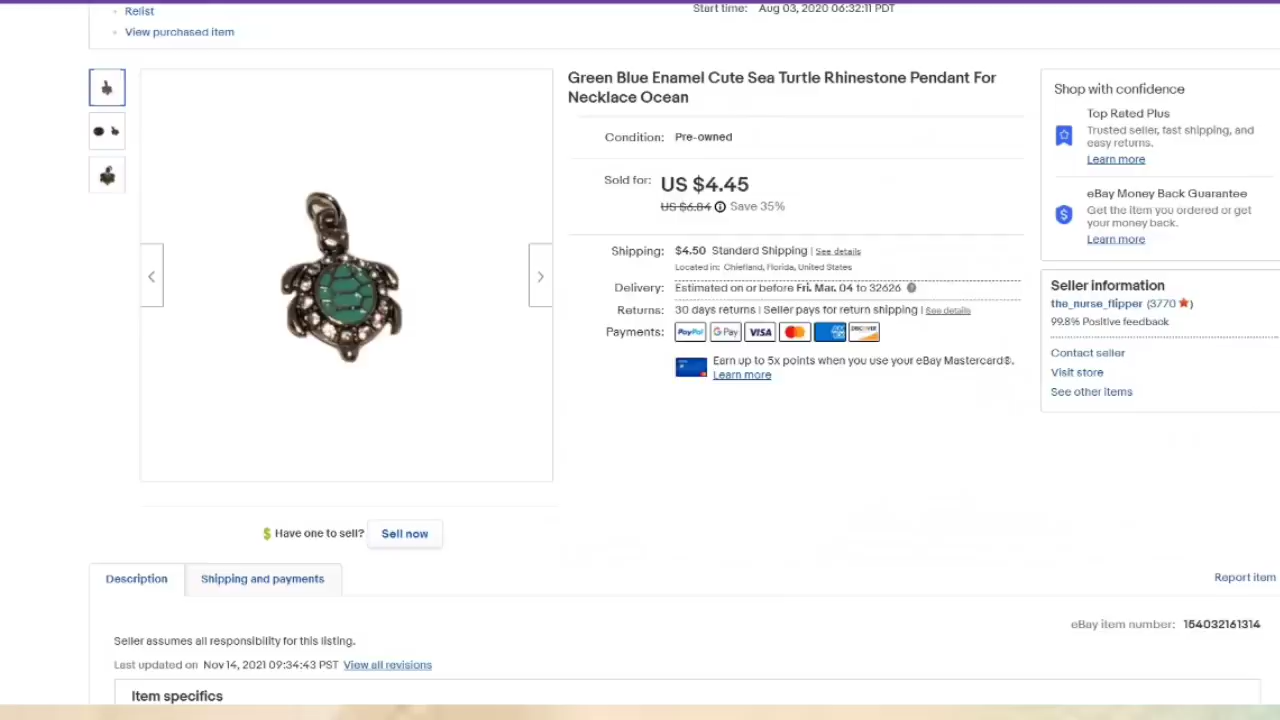 Relist
Start time: Aug 03, 2020 06:32:11 PDT
View purchased item
Green Blue Enamel Cute Sea Turtle Rhinestone Pendant For
Necklace Ocean
Condition: Pre-owned
Sold for: US $4.45
US $6.84 Save 35%
Shipping: $4.50 Standard Shipping | See details
Located in: Chiefland, Florida, United States
Delivery: Estimated on or before Fri. Mar. 04 to 32626
Returns: 30 days returns | Seller pays for return shipping | See details
Payments: PayPal G Pay VISA DISCOVER
Earn up to 5x points when you use your eBay Mastercard®.
Learn more
Shop with confidence
Top Rated Plus
Trusted seller, fast shipping, and
easy returns.
Learn more
eBay Money Back Guarantee
Get the item you ordered or get
your money back.
Learn more
Seller information
the_nurse_flipper (3770)
99.8% Positive feedback
Contact seller
Visit store
See other items
Have one to sell? Sell now
Description
Shipping and payments
Report item
eBay item number: 154032161314
Seller assumes all responsibility for this listing.
Last updated on Nov 14, 2021 09:34:43 PST View all revisions
Item specifics